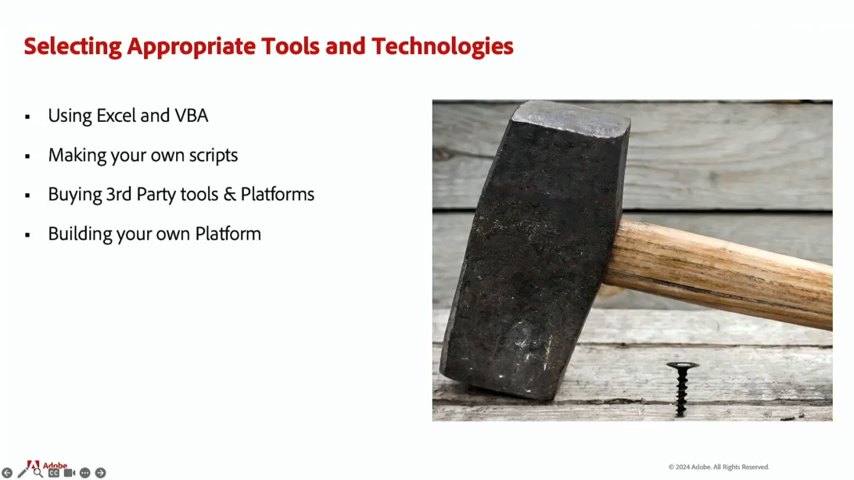 Selecting Appropriate Tools and Technologies
▪ Using Excel and VBA
▪ Making your own scripts
▪ Buying 3rd Party tools & Platforms
▪ Building your own Platform
Adobe
© 2024 Adobe. All Rights Reserved.